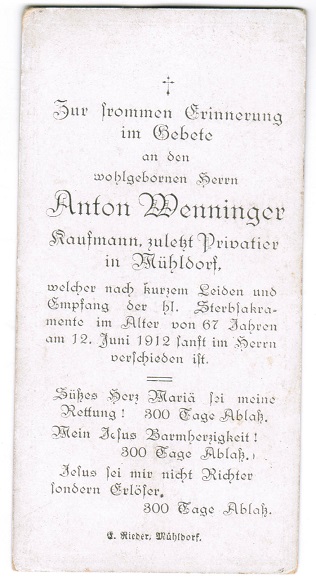 †
Zur frommen Erinnerung
im Gebete
an den
wohlgebornen Herrn
Anton Wenninger
Kaufmann, zuletzt Privatier
in Mühldorf,
welcher nach kurzem Leiden und
Empfang der hl. Sterbsakra-
mente im Alter von 67 Jahren
am 12. Juni 1912 sanft im Herrn
verschieden ist.
Süßes Herz Mariä sei meine
Rettung! 300 Tage Ablaß.
Mein Jesus Barmherzigkeit!
300 Tage Ablaß.)
Jesus sei mir nicht Richter
sondern Erlöser.
300 Tage Ablaß.
E. Rieder, Mühldorf.